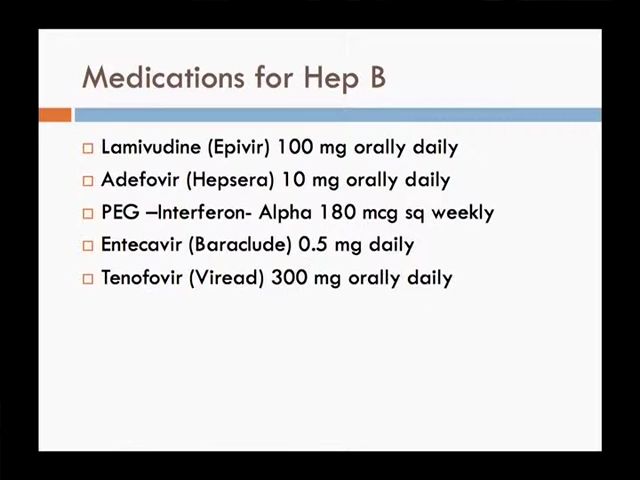 Medications for Hep B
Lamivudine (Epivir) 100 mg orally daily
Adefovir (Hepsera) 10 mg orally daily
PEG –Interferon- Alpha 180 mcg sq weekly
Entecavir (Baraclude) 0.5 mg daily
Tenofovir (Viread) 300 mg orally daily